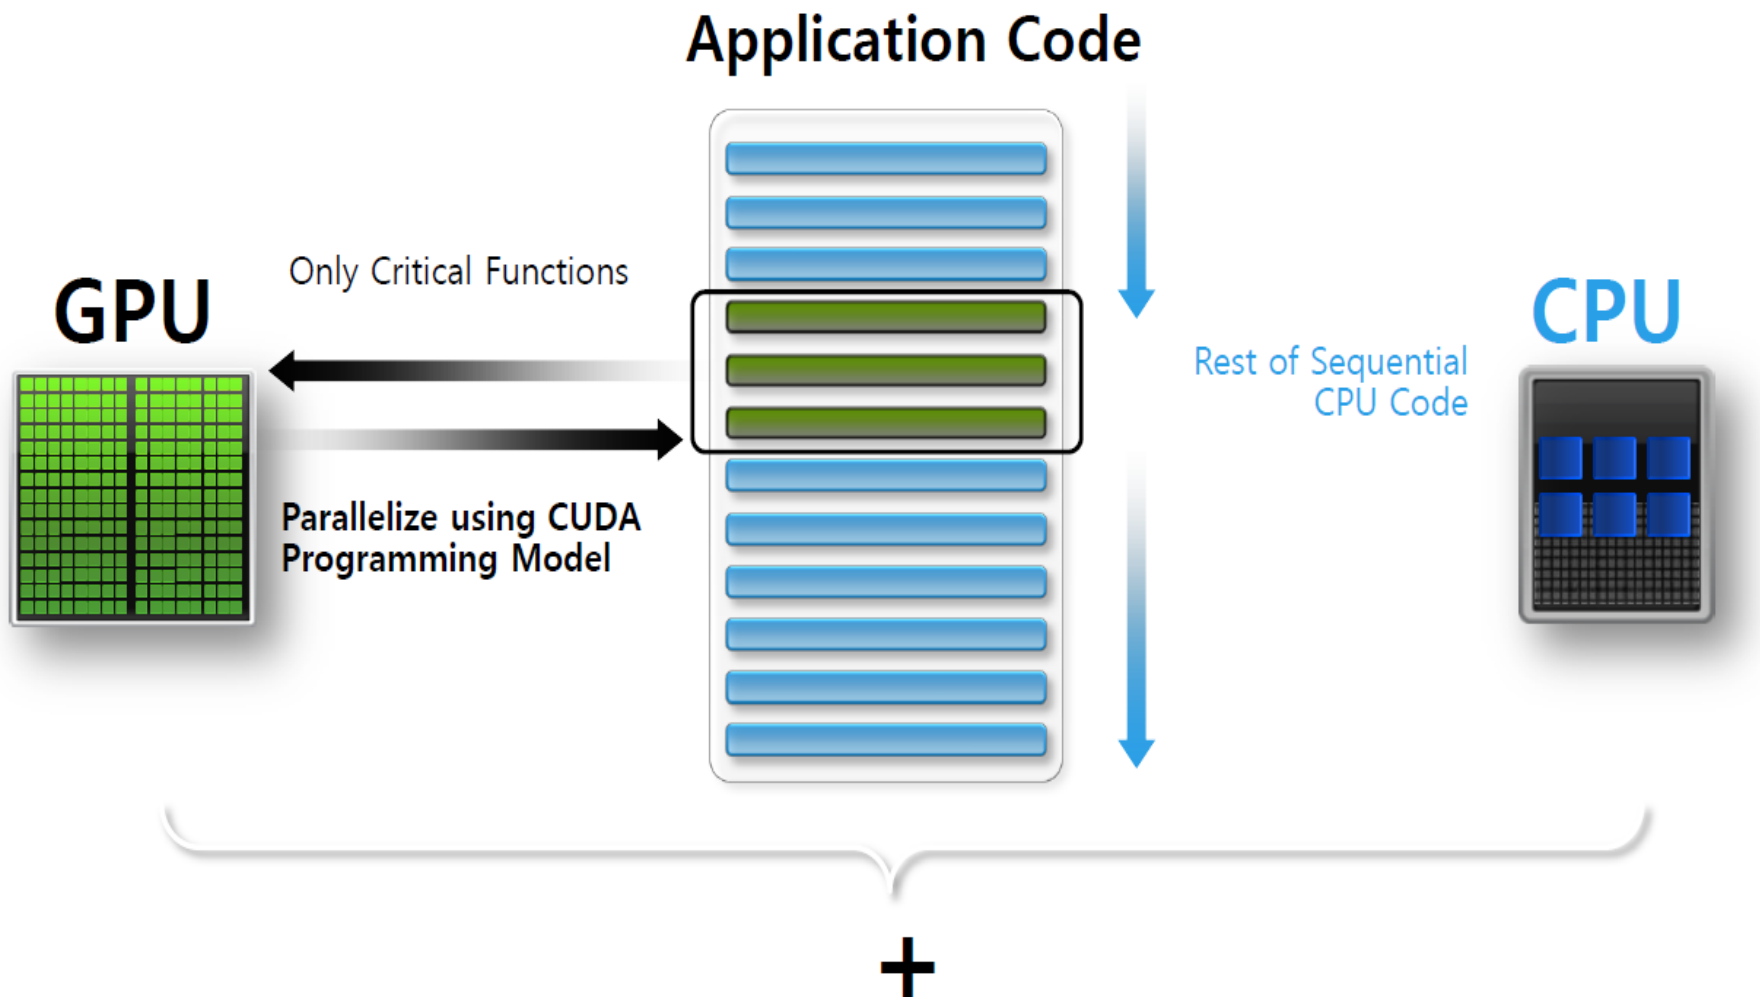 Application Code
Only Critical Functions
GPU
CPU
Rest of Sequential
CPU Code
Parallelize using CUDA
Programming Model
+